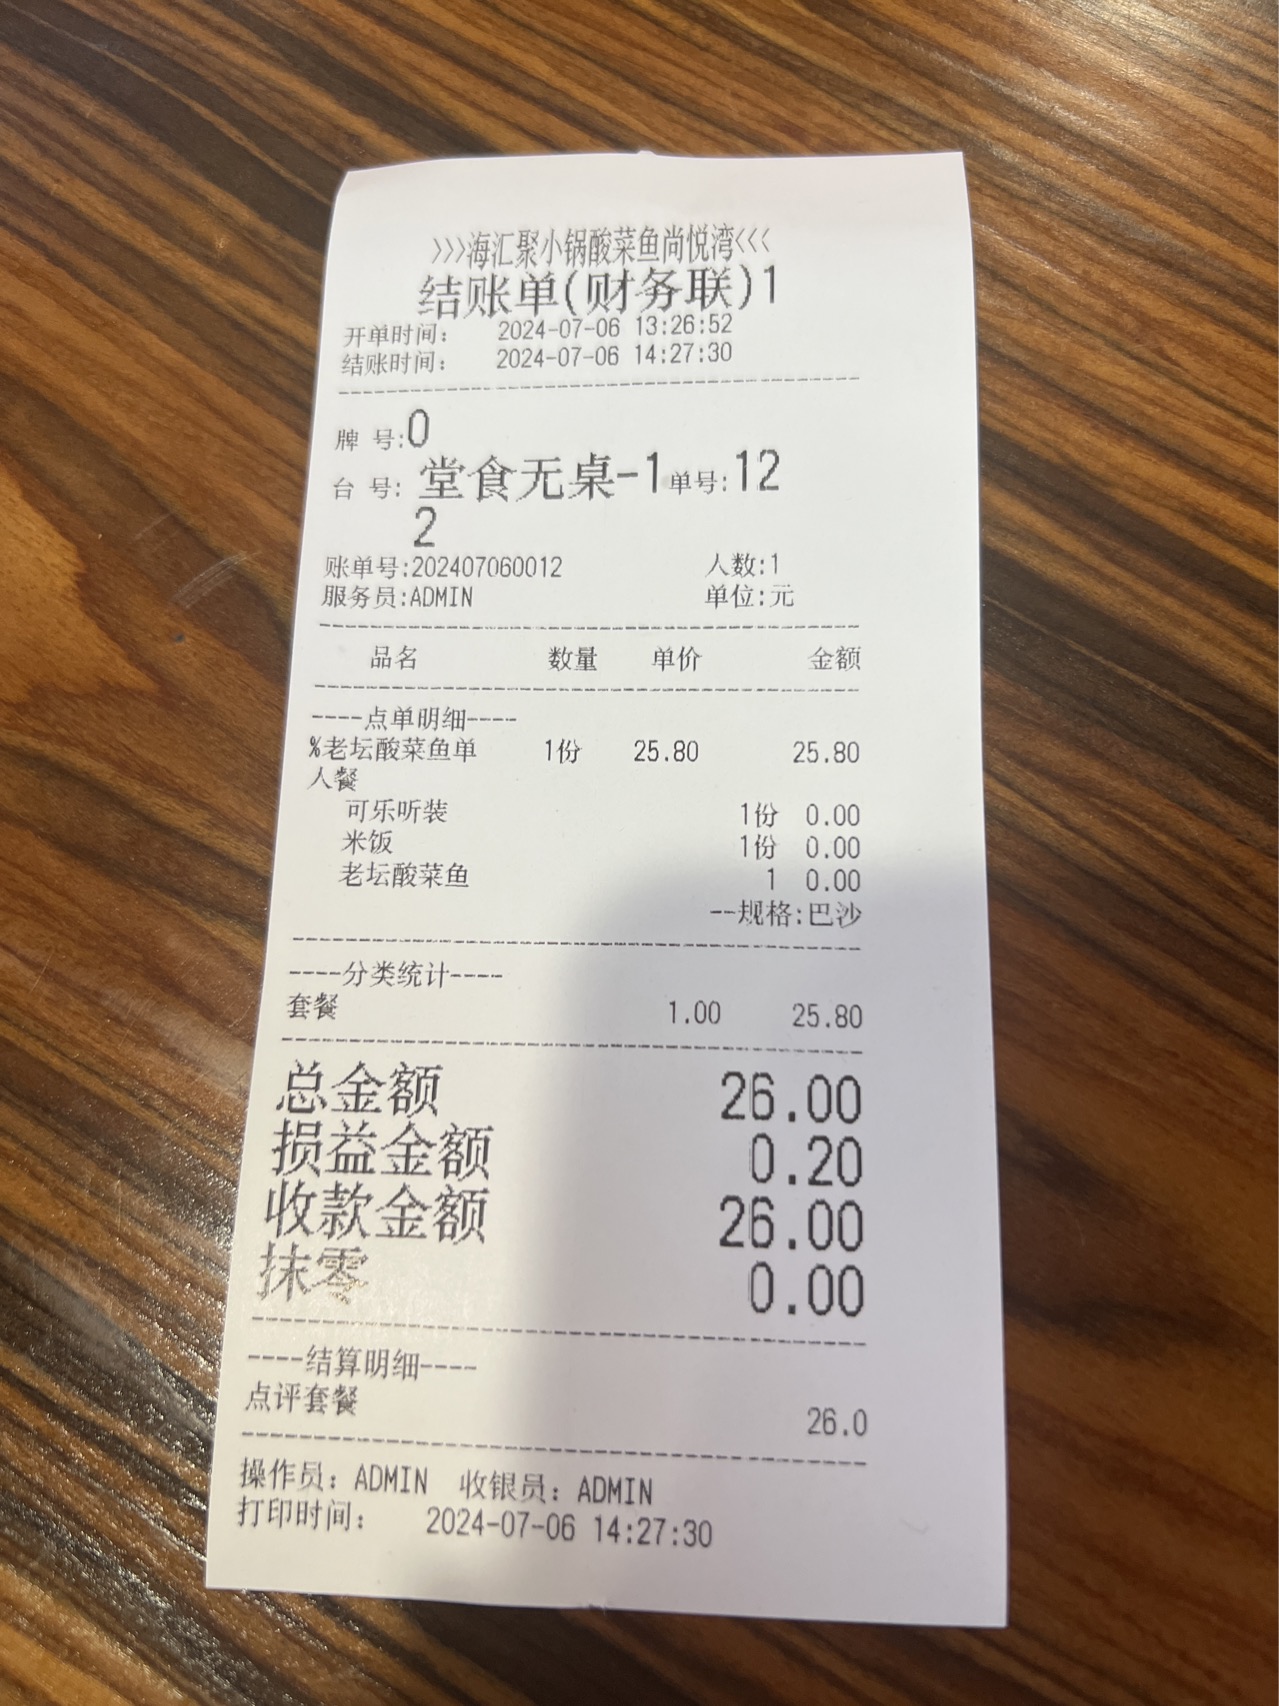 >>>海汇聚小锅酸菜鱼尚悦湾<<<
结账单(财务联)1
开单时间: 2024-07-06 13:26:52
结账时间: 2024-07-06 14:27:30
牌 号:0
台 号: 堂食无桌-1 单号:12
2
账单号:202407060012 人数:1
服务员:ADMIN 单位:元
品名 数量 单价 金额
----点单明细----
%老坛酸菜鱼单 1份 25.80 25.80
人餐
可乐听装 1份 0.00
米饭 1份 0.00
老坛酸菜鱼 1 0.00
--规格:巴沙
----分类统计----
套餐 1.00 25.80
总金额 26.00
损益金额 0.20
收款金额 26.00
抹零 0.00
----结算明细----
点评套餐 26.0
操作员: ADMIN 收银员: ADMIN
打印时间: 2024-07-06 14:27:30